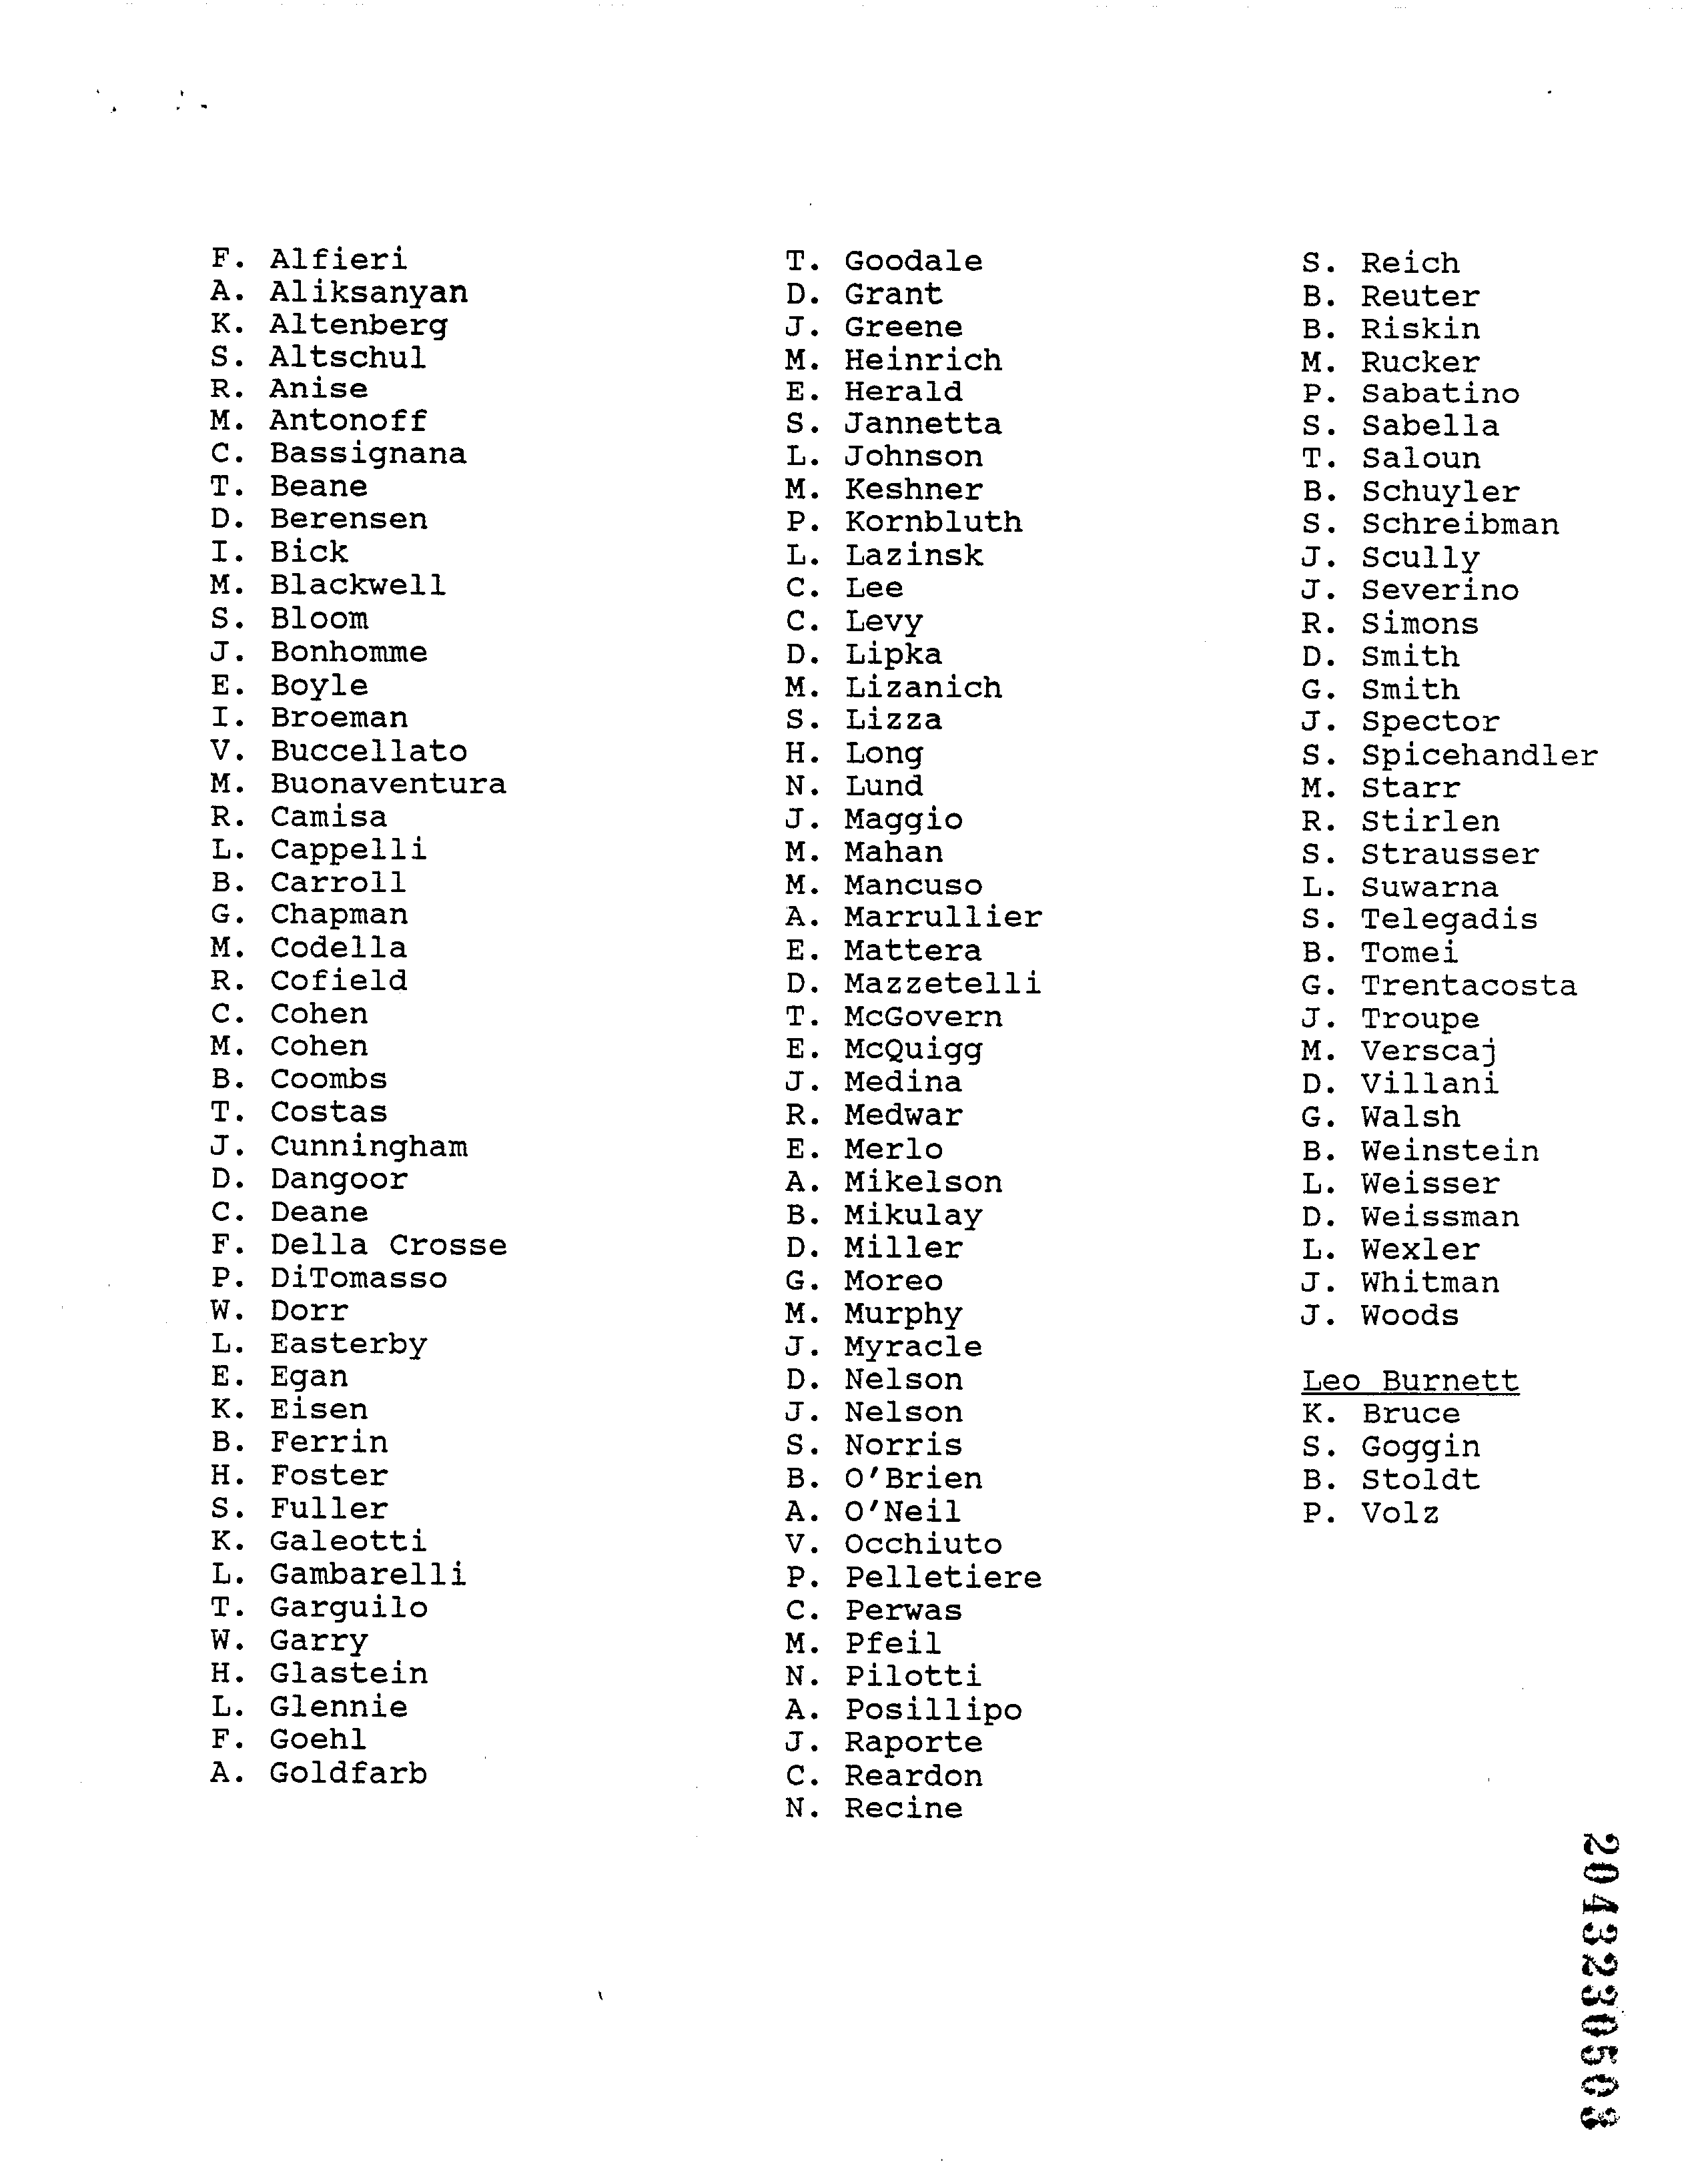 F. Alfieri
A. Aliksanyan
K. Altenberg
S. Altschul
R. Anise
M. Antonoff
C. Bassignana
T. Beane
D. Berensen
I. Bick
M. Blackwell
S. Bloom
J. Bonhomme
E. Boyle
I. Broeman
V. Buccellato
M. Buonaventura
R. Camisa
L. Cappelli
B. Carroll
G. Chapman
M. Codella
R. Cofield
C. Cohen
M. Cohen
B. Coombs
T. Costas
J. Cunningham
D. Dangoor
C. Deane
F. Della Crosse
P. DiTomasso
W. Dorr
L. Easterby
E. Egan
K. Eisen
B. Ferrin
H. Foster
S. Fuller
K. Galeotti
L. Gambarelli
T. Garguilo
W. Garry
H. Glastein
L. Glennie
F. Goehl
A. Goldfarb
T. Goodale
D. Grant
J. Greene
M. Heinrich
E. Herald
S. Jannetta
L. Johnson
M. Keshner
P. Kornbluth
L. Lazinsk
C. Lee
C. Levy
D. Lipka
M. Lizanich
S. Lizza
H. Long
N. Lund
J. Maggio
M. Mahan
M. Mancuso
A. Marrullier
E. Mattera
D. Mazzetelli
T. McGovern
E. McQuigg
J. Medina
R. Medwar
E. Merlo
A. Mikelson
B. Mikulay
D. Miller
G. Moreo
M. Murphy
J. Myracle
D. Nelson
J. Nelson
S. Norris
B. O'Brien
A. O'Neil
V. Occhiuto
P. Pelletiere
C. Perwas
M. Pfeil
N. Pilotti
A. Posillipo
J. Raporte
C. Reardon
N. Recine
S. Reich
B. Reuter
B. Riskin
M. Rucker
P. Sabatino
S. Sabella
T. Saloun
B. Schuyler
S. Schreibman
J. Scully
J. Severino
R. Simons
D. Smith
G. Smith
J. Spector
S. Spicehandler
M. Starr
R. Stirlen
S. Strausser
L. Suwarna
S. Telegadis
B. Tomei
G. Trentacosta
J. Troupe
M. Verscaj
D. Villani
G. Walsh
B. Weinstein
L. Weisser
D. Weissman
L. Wexler
J. Whitman
J. Woods
Leo Burnett
K. Bruce
S. Goggin
B. Stoldt
P. Volz
2043230503